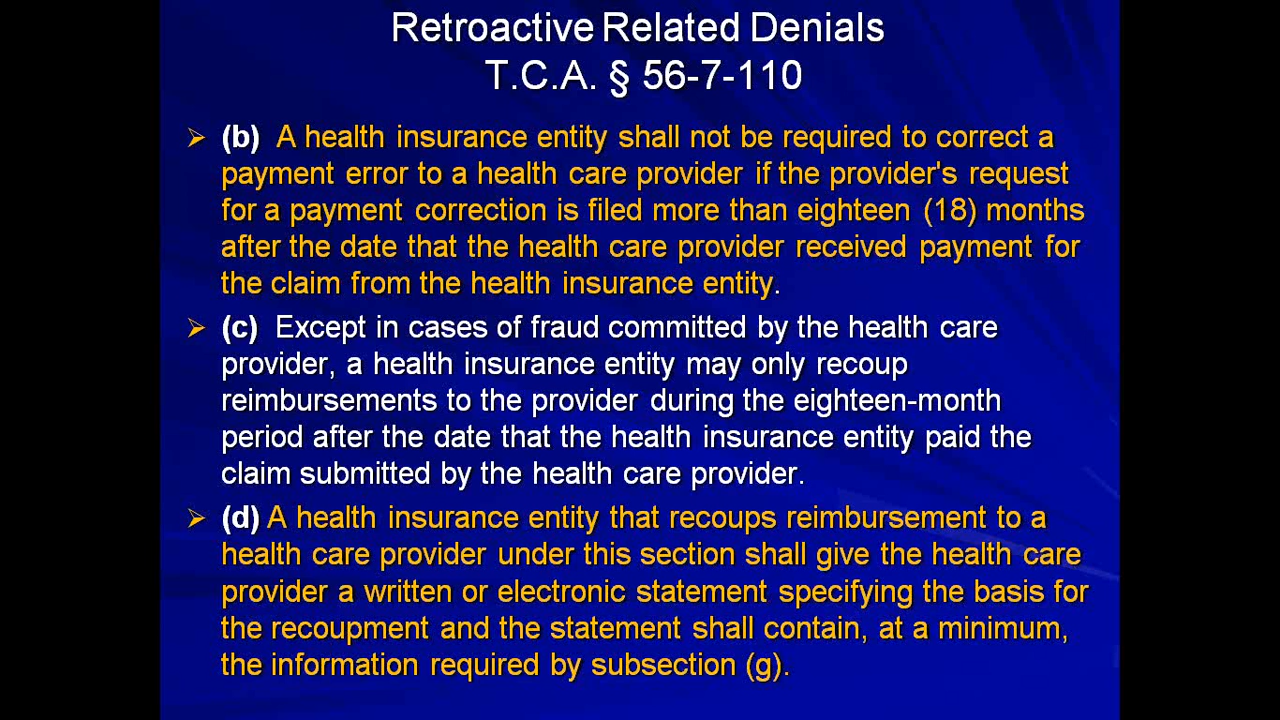 Retroactive Related Denials
T.C.A. § 56-7-110
(b) A health insurance entity shall not be required to correct a
payment error to a health care provider if the provider's request
for a payment correction is filed more than eighteen (18) months
after the date that the health care provider received payment for
the claim from the health insurance entity.
(c) Except in cases of fraud committed by the health care
provider, a health insurance entity may only recoup
reimbursements to the provider during the eighteen-month
period after the date that the health insurance entity paid the
claim submitted by the health care provider.
(d) A health insurance entity that recoups reimbursement to a
health care provider under this section shall give the health care
provider a written or electronic statement specifying the basis for
the recoupment and the statement shall contain, at a minimum,
the information required by subsection (g).